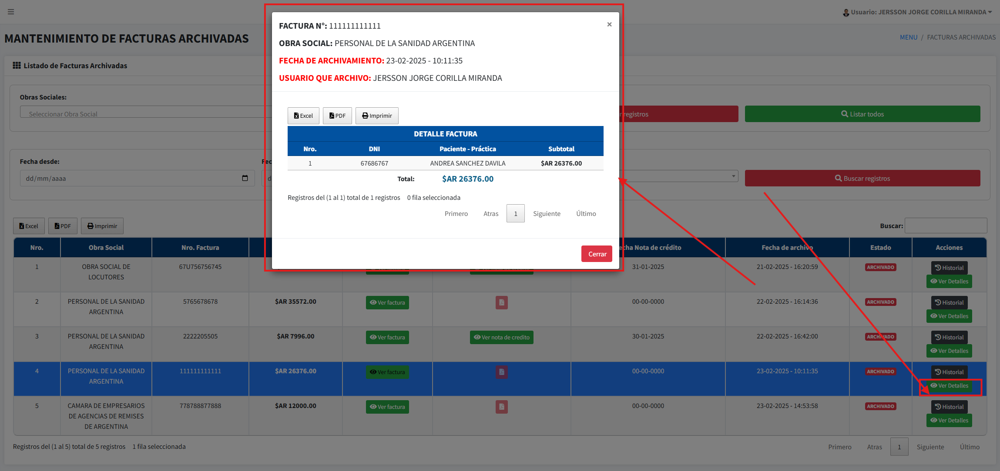 Usuario: JERSSON JORGE CORILLA MIRANDA
MANTENIMIENTO DE FACTURAS ARCHIVADAS
MENU / FACTURAS ARCHIVADAS
Listado de Facturas Archivadas
Obras Sociales:
Seleccionar Obra Social
registros
Listar todos
Fecha desde:
dd/mm/aaaa
Buscar registros
FACTURA N°: 111111111111
×
OBRA SOCIAL: PERSONAL DE LA SANIDAD ARGENTINA
FECHA DE ARCHIVAMIENTO: 23-02-2025 - 10:11:35
USUARIO QUE ARCHIVO: JERSSON JORGE CORILLA MIRANDA
Excel PDF Imprimir
DETALLE FACTURA
Nro. DNI Paciente - Práctica Subtotal
1 67686767 ANDREA SANCHEZ DAVILA $AR 26376.00
Total: $AR 26376.00
Registros del (1 al 1) total de 1 registros 0 fila seleccionada
Primero Atras 1 Siguiente Último
Cerrar
Excel PDF Imprimir
Buscar:
Nro. Obra Social Nro. Factura Nota de crédito Fecha de archivo Estado Acciones
1 OBRA SOCIAL DE 67U756756745 31-01-2025 21-02-2025 - 16:20:59 ARCHIVADO Historial
LOCUTORES Ver Detalles
2 PERSONAL DE LA SANIDAD 5765678678 $AR 35572.00 Ver factura 00-00-0000 22-02-2025 - 16:14:36 ARCHIVADO Historial
ARGENTINA Ver Detalles
3 PERSONAL DE LA SANIDAD 2222205505 $AR 7996.00 Ver factura Ver nota de credito 30-01-2025 22-02-2025 - 16:42:00 ARCHIVADO Historial
ARGENTINA Ver Detalles
4 PERSONAL DE LA SANIDAD 111111111111 $AR 26376.00 Ver factura 00-00-0000 23-02-2025 - 10:11:35 ARCHIVADO Historial
ARGENTINA Ver Detalles
5 CAMARA DE EMPRESARIOS 778788877888 $AR 12000.00 Ver factura 00-00-0000 23-02-2025 - 14:53:58 ARCHIVADO Historial
DE AGENCIAS DE REMISES Ver Detalles
DE ARGENTINA
Registros del (1 al 5) total de 5 registros 1 fila seleccionada
Primero Atras 1 Siguiente Último